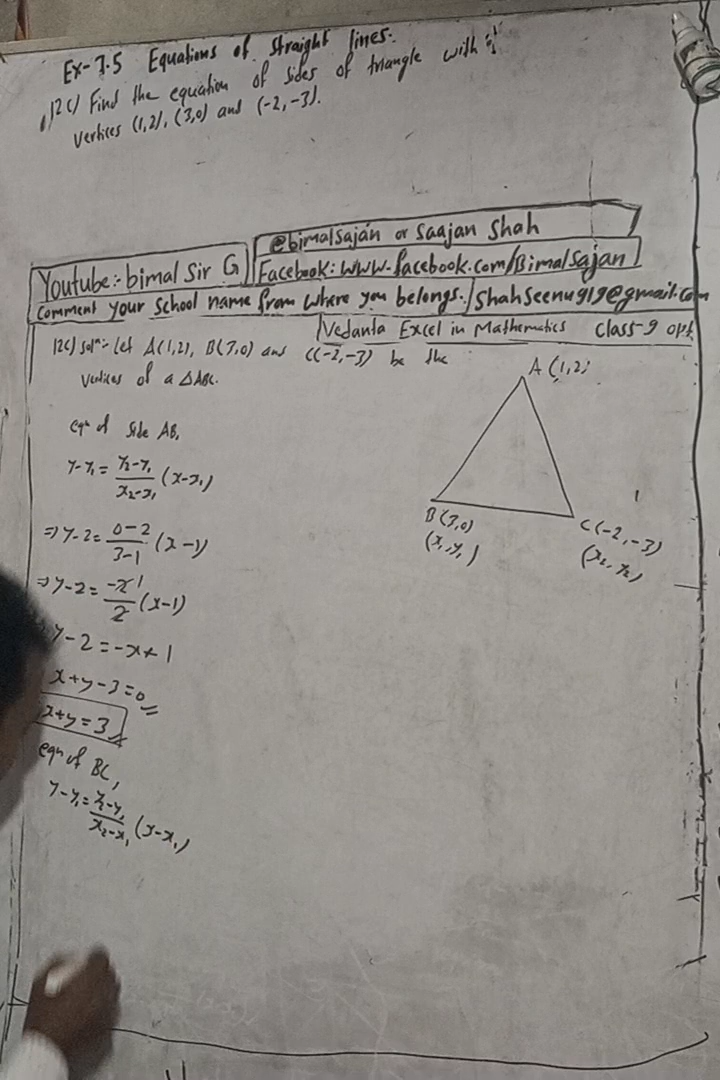 Ex-7.5 Equations of Straight lines.
12c) Find the equation of sides of triangle with
vertices (1,2), (3,0) and (-2,-3).
@bimalsajan or Saajan Shah
Youtube:- bimal Sir G
Facebook: www.facebook.com/Bimalsajan
Comment your School name from where you belongs.
Shahseenu919@gmail.com
Vedanta Excel in Mathematics Class-9 opt
12c) soln:- Let A(1,2), B(3,0) and C(-2,-3) be the
vertices of a ΔABC.
A(1,2)
B(3,0)
(x₁,y₁)
C(-2,-3)
(x₂,y₂)
eqn of side AB,
y-y₁ = (y₂-y₁)/(x₂-x₁) (x-x₁)
⇒ y-2 = (0-2)/(3-1) (x-1)
⇒ y-2 = -2/2 (x-1)
y-2 = -x+1
x+y-3=0
x+y=3
eqn of BC,
y-y₁ = (y₂-y₁)/(x₂-x₁) (x-x₁)